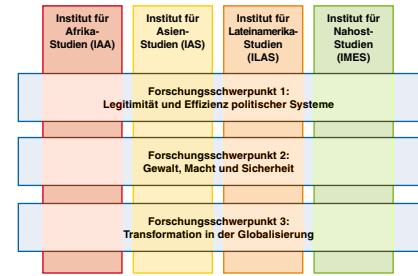 Institut für
Afrika-
Studien (IAA)
Institut für
Asien-
Studien (IAS)
Institut für
Lateinamerika-
Studien
(ILAS)
Institut für
Nahost-
Studien
(IMES)
Forschungsschwerpunkt 1:
Legitimität und Effizienz politischer Systeme
Forschungsschwerpunkt 2:
Gewalt, Macht und Sicherheit
Forschungsschwerpunkt 3:
Transformation in der Globalisierung